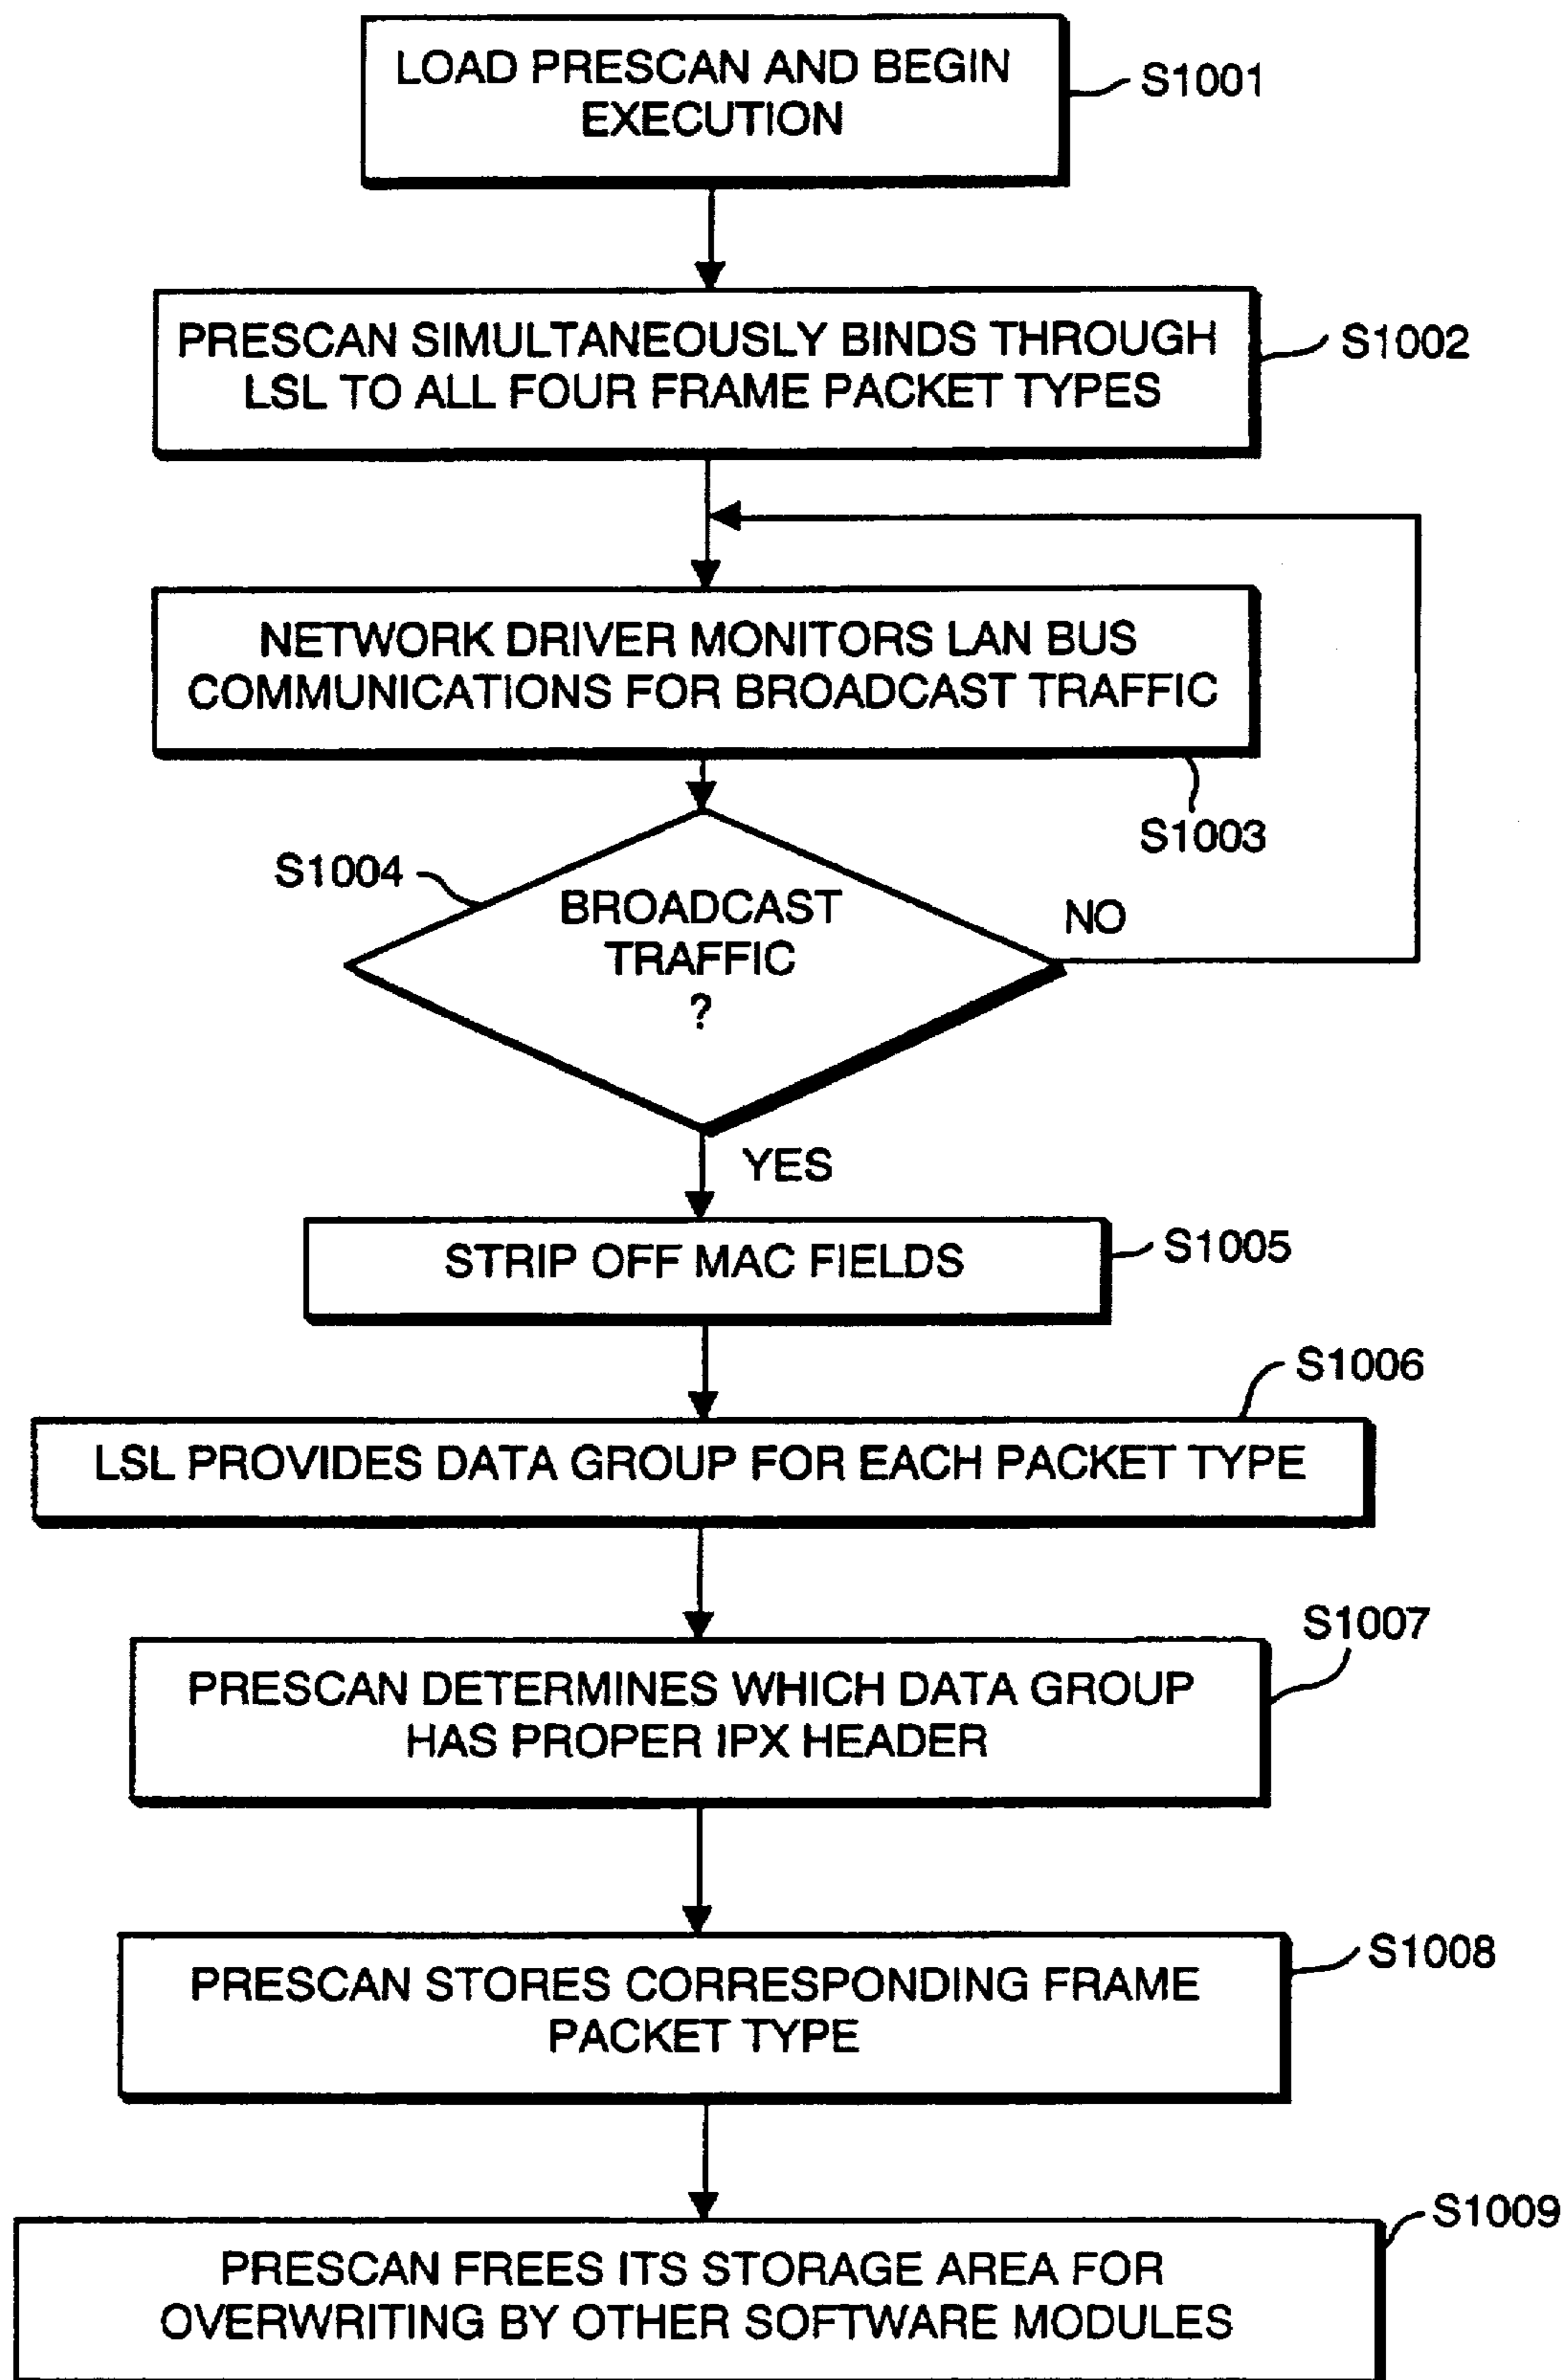 LOAD PRESCAN AND BEGIN
EXECUTION
S1001
PRESCAN SIMULTANEOUSLY BINDS THROUGH
LSL TO ALL FOUR FRAME PACKET TYPES
S1002
NETWORK DRIVER MONITORS LAN BUS
COMMUNICATIONS FOR BROADCAST TRAFFIC
S1003
S1004
BROADCAST
TRAFFIC
?
NO
YES
STRIP OFF MAC FIELDS
S1005
S1006
LSL PROVIDES DATA GROUP FOR EACH PACKET TYPE
S1007
PRESCAN DETERMINES WHICH DATA GROUP
HAS PROPER IPX HEADER
PRESCAN STORES CORRESPONDING FRAME
PACKET TYPE
S1008
S1009
PRESCAN FREES ITS STORAGE AREA FOR
OVERWRITING BY OTHER SOFTWARE MODULES